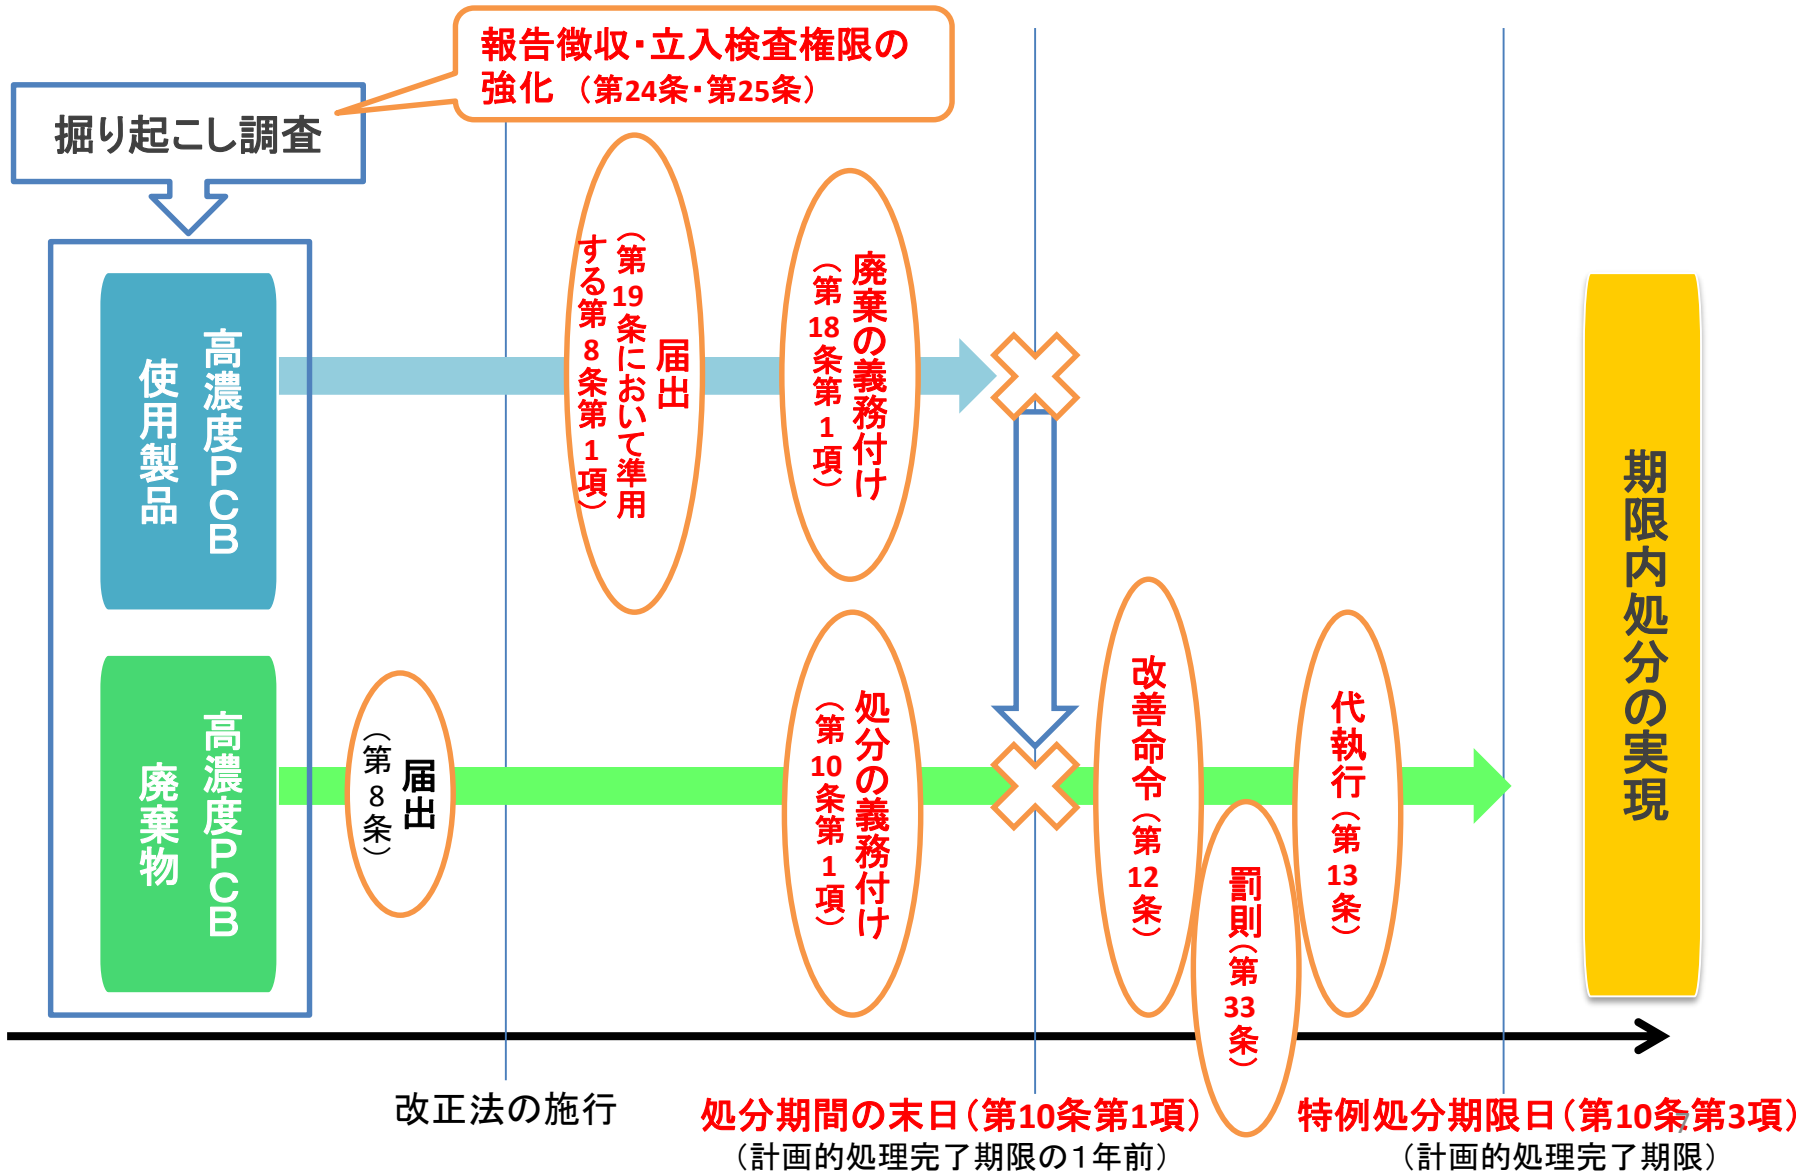 報告徴収・立入検査権限の
強化 （第24条・第25条）
掘り起こし調査
高濃度ＰＣＢ
使用製品
届出
（第19条において準用
する第8条第1項）
廃棄の義務付け
（第18条第1項）
高濃度ＰＣＢ
廃棄物
届出
（第8条）
処分の義務付け
（第10条第1項）
改善命令（第12条）
罰則（第33条）
代執行（第13条）
期限内処分の実現
改正法の施行
処分期間の末日（第10条第1項）
（計画的処理完了期限の１年前）
特例処分期限日（第10条第3項）
（計画的処理完了期限）
7